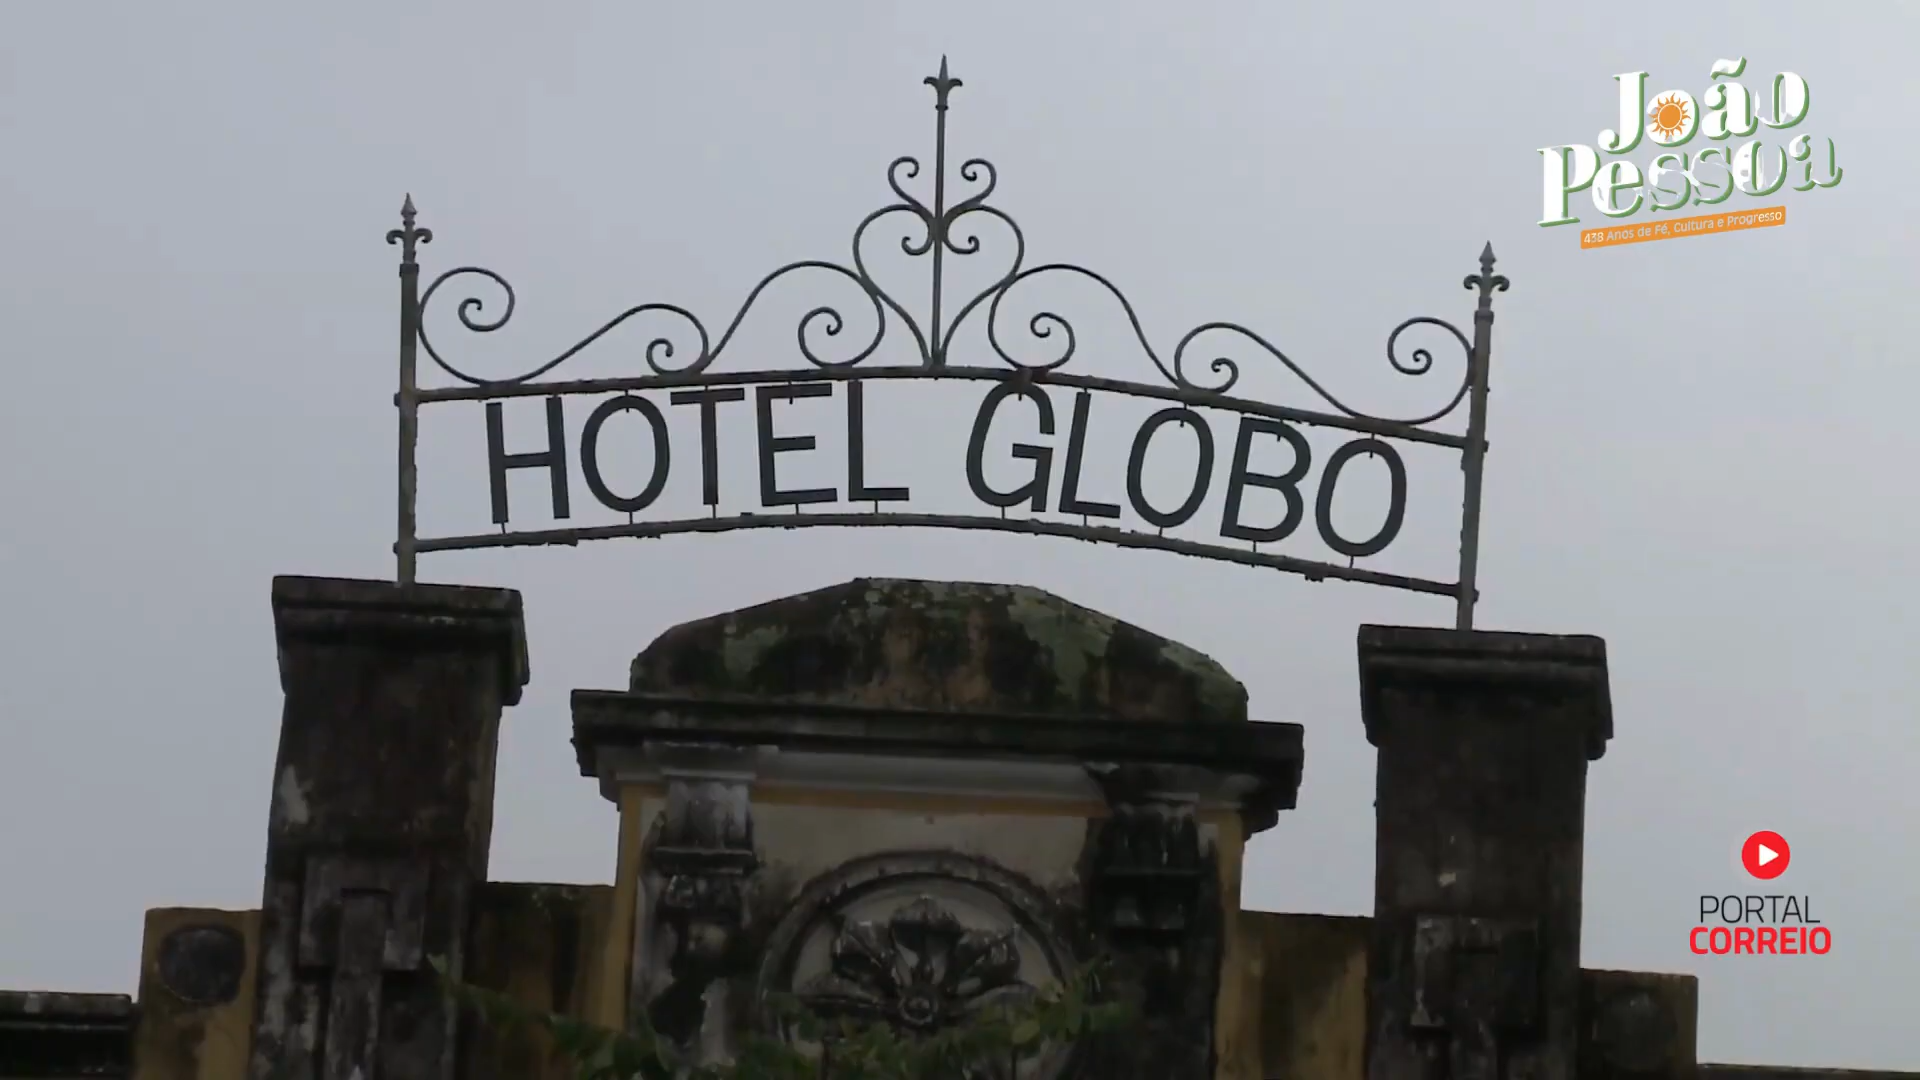 João
Pessoa
438 Anos de Fé, Cultura e Progresso
HOTEL GLOBO
PORTAL
CORREIO